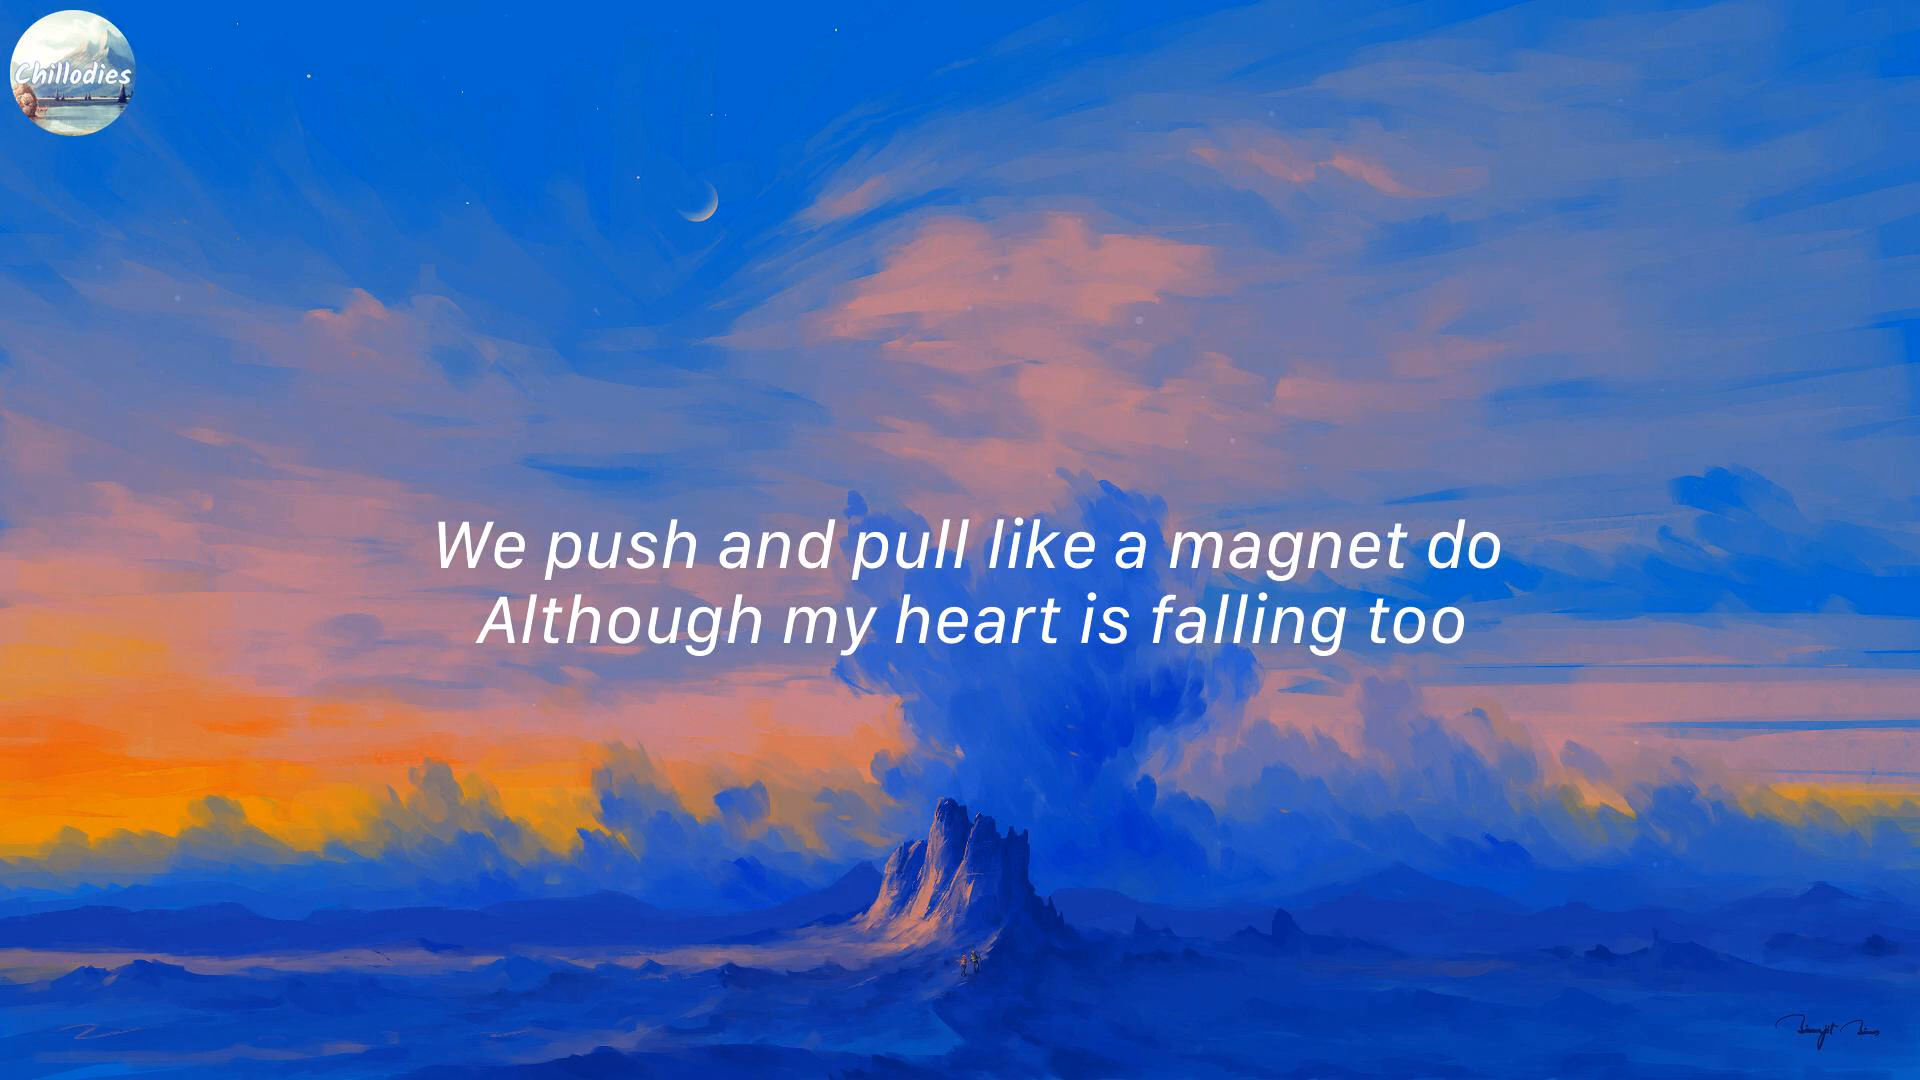 Chillodies
We push and pull like a magnet do
Although my heart is falling too